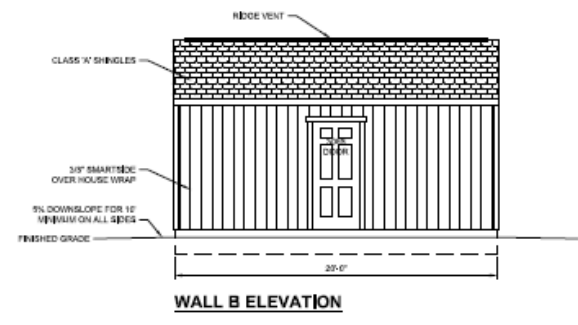 RIDGE VENT
CLASS 'A' SHINGLES
DOOR
3/8" SMARTSIDE
OVER HOUSE WRAP
5% DOWNSLOPE FOR 10'
MINIMUM ON ALL SIDES
FINISHED GRADE
20'-0"
WALL B ELEVATION